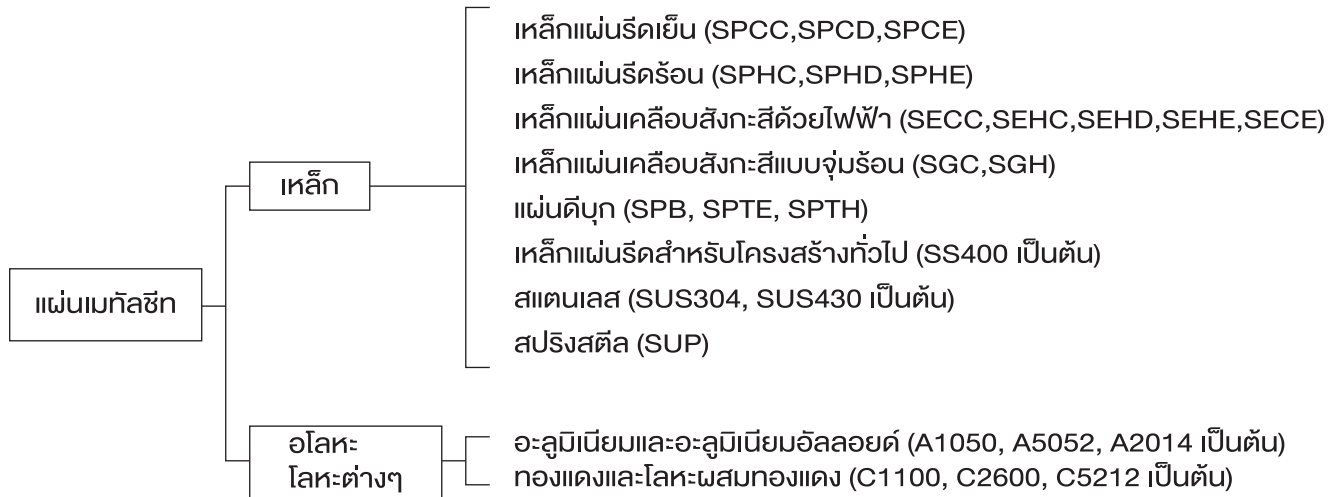 เหล็กแผ่นรีดเย็น (SPCC,SPCD,SPCE)
เหล็กแผ่นรีดร้อน (SPHC,SPHD,SPHE)
เหล็กแผ่นเคลือบสังกะสีด้วยไฟฟ้า (SECC,SEHC,SEHD,SEHE,SECE)
เหล็ก
เหล็กแผ่นเคลือบสังกะสีแบบจุ่มร้อน (SGC,SGH)
แผ่นดีบุก (SPB, SPTE, SPTH)
เหล็กแผ่นรีดสำหรับโครงสร้างทั่วไป (SS400 เป็นต้น)
แผ่นเมทัลชีท
สแตนเลส (SUS304, SUS430 เป็นต้น)
สปริงสตีล (SUP)
อโลหะ
โลหะต่างๆ
อะลูมิเนียมและอะลูมิเนียมอัลลอยด์ (A1050, A5052, A2014 เป็นต้น)
ทองแดงและโลหะผสมทองแดง (C1100, C2600, C5212 เป็นต้น)